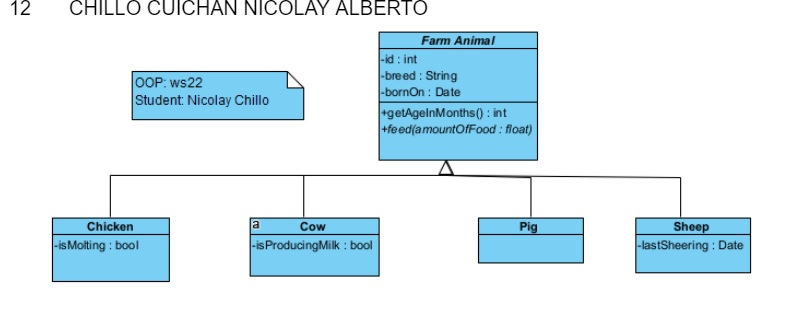 12 CHILLO CUICHAN NICOLAY ALBERTO
Farm Animal
-id : int
-breed : String
-bornOn : Date
+getAgeInMonths() : int
+feed(amountOfFood : float)
OOP: ws22
Student: Nicolay Chillo
Chicken
-isMolting : bool
a
Cow
-isProducingMilk : bool
Pig
Sheep
-lastSheering : Date